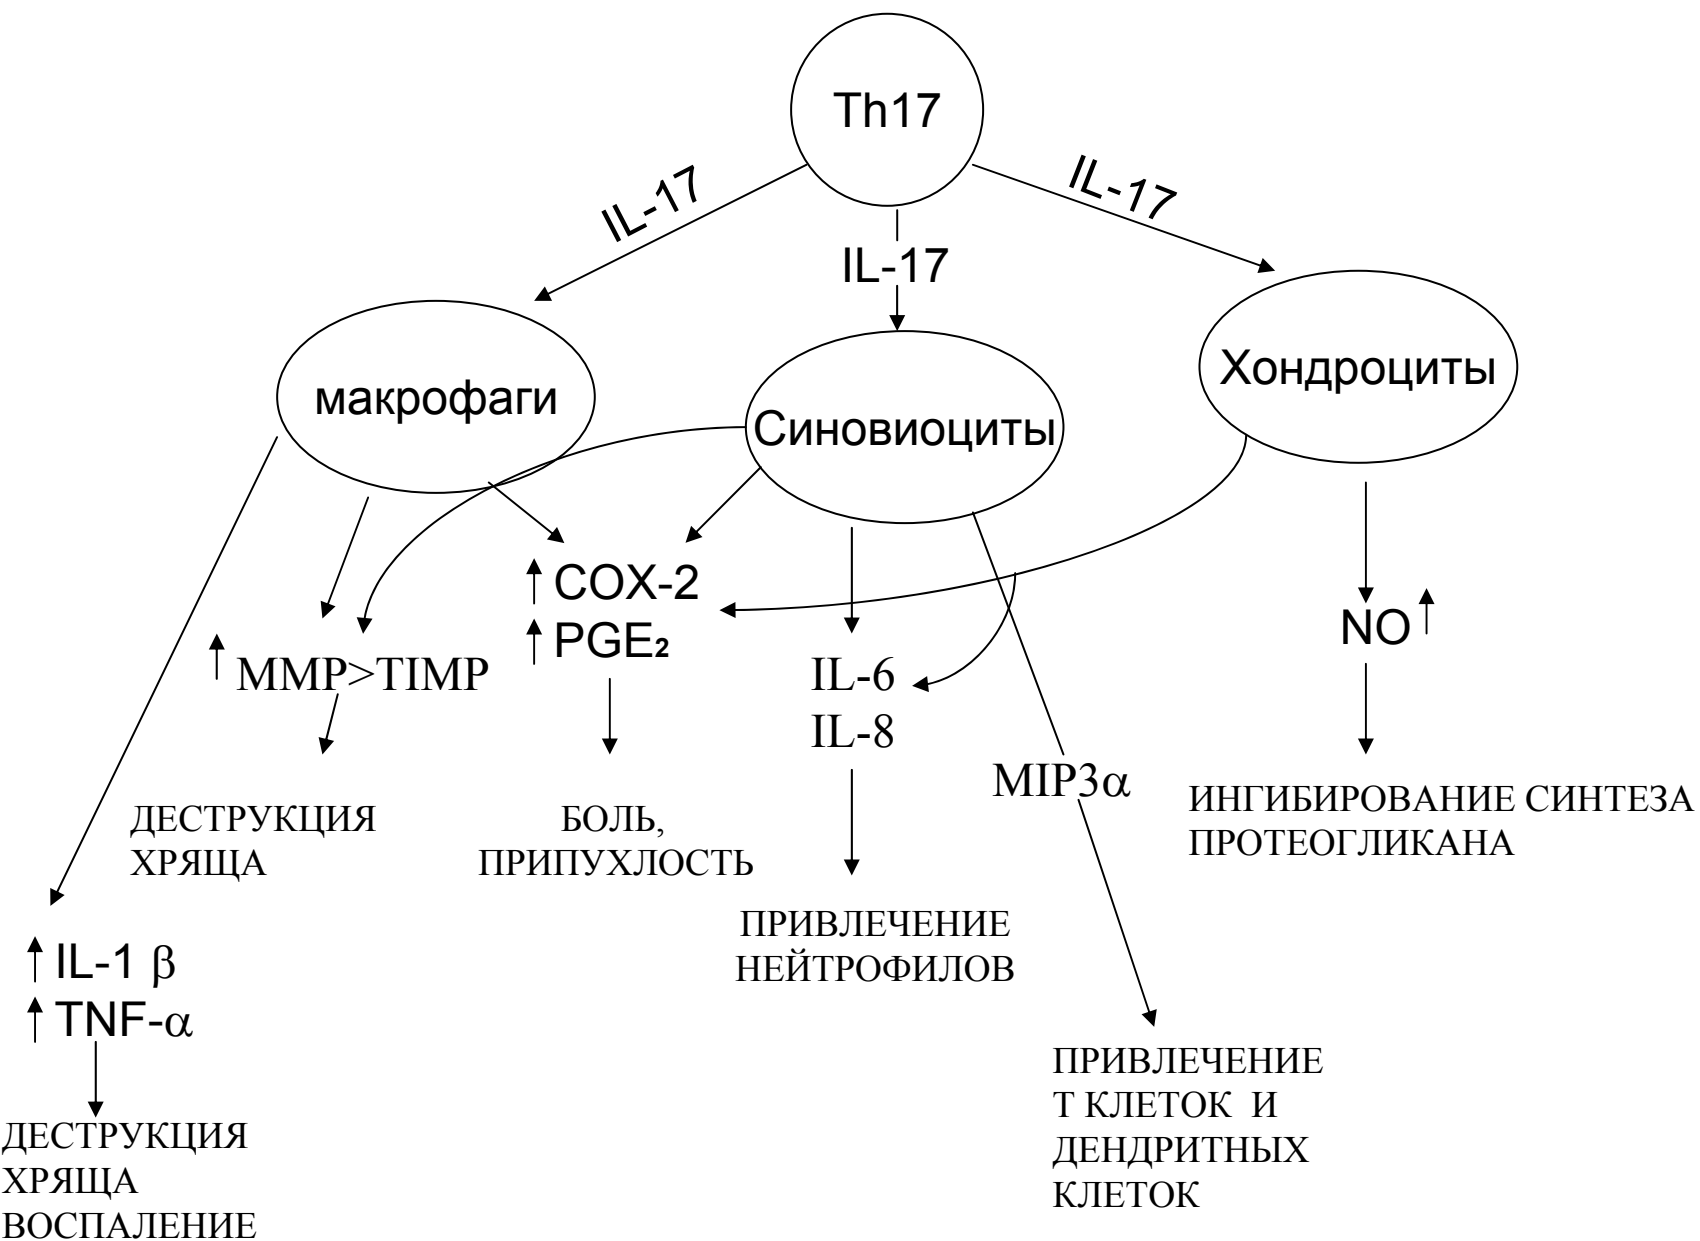 Th17
IL-17
IL-17
IL-17
макрофаги
Синовиоциты
Хондроциты
COX-2
PGE₂
MMP>TIMP
IL-6
IL-8
NO
MIP3α
ДЕСТРУКЦИЯ
ХРЯЩА
БОЛЬ,
ПРИПУХЛОСТЬ
ИНГИБИРОВАНИЕ СИНТЕЗА
ПРОТЕОГЛИКАНА
ПРИВЛЕЧЕНИЕ
НЕЙТРОФИЛОВ
IL-1 β
TNF-α
ПРИВЛЕЧЕНИЕ
Т КЛЕТОК И
ДЕНДРИТНЫХ
КЛЕТОК
ДЕСТРУКЦИЯ
ХРЯЩА
ВОСПАЛЕНИЕ